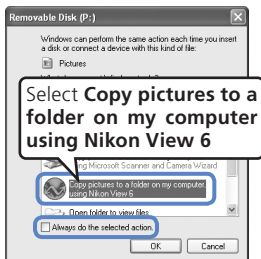 Removable Disk (P:)
Windows can perform the same action each time you insert
a disk or connect a device with this kind of file:
Pictures
Select Copy pictures to a
folder on my computer
using Nikon View 6
using Microsoft Scanner and Camera Wizard
Copy pictures to a folder on my computer
using Nikon View 6
Open folder to view files
Always do the selected action.
OK Cancel